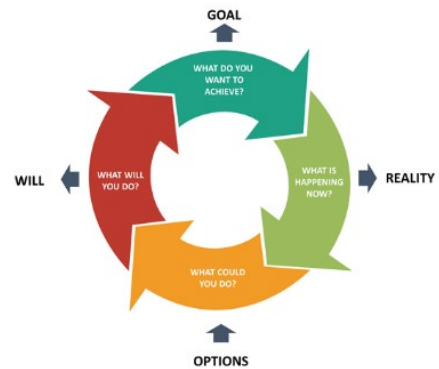 GOAL
WHAT DO YOU
WANT TO
ACHIEVE?
WHAT IS
HAPPENING
NOW?
REALITY
WHAT COULD
YOU DO?
OPTIONS
WHAT WILL
YOU DO?
WILL